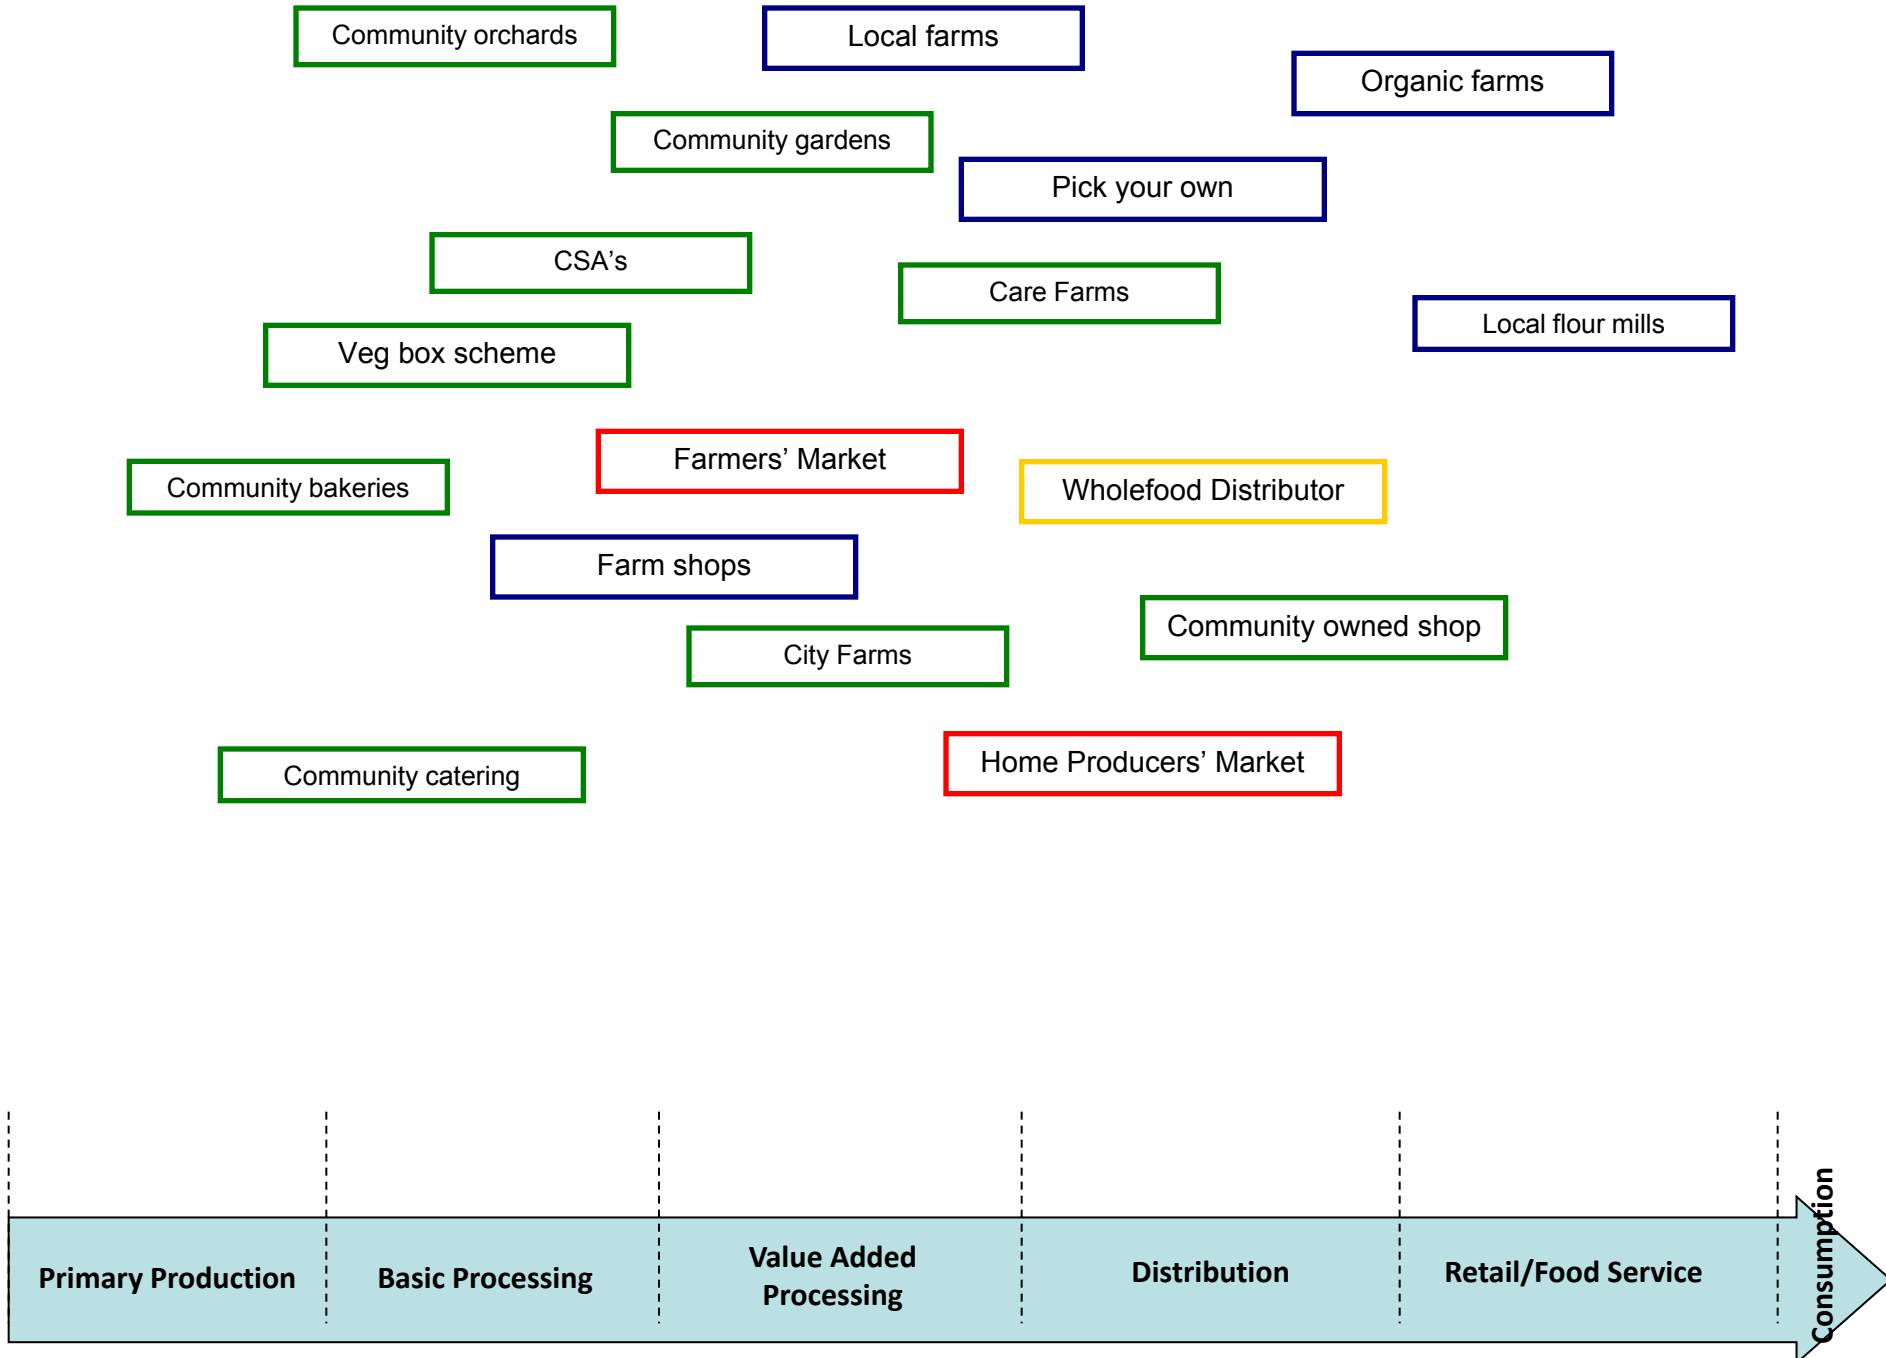 Community orchards
Local farms
Organic farms
Community gardens
Pick your own
CSA’s
Care Farms
Local flour mills
Veg box scheme
Farmers’ Market
Community bakeries
Wholefood Distributor
Farm shops
Community owned shop
City Farms
Home Producers’ Market
Community catering
Primary Production
Basic Processing
Value Added
Processing
Distribution
Retail/Food Service
Consumption